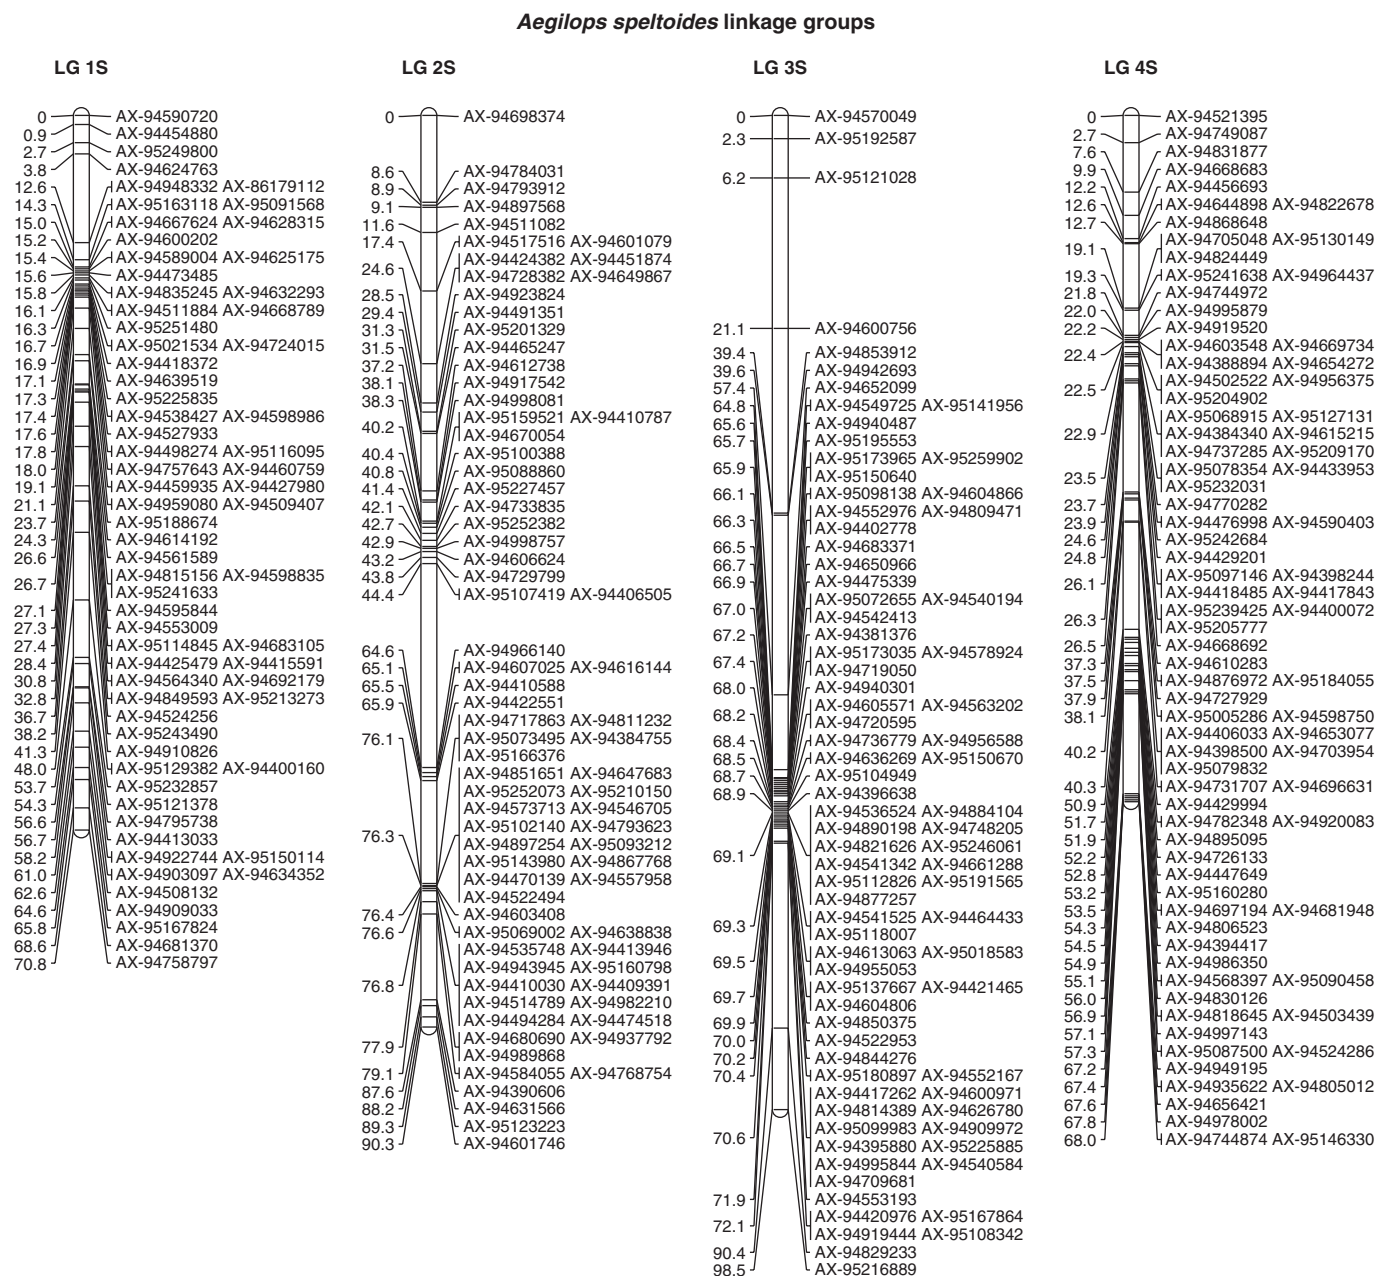 Aegilops speltoides linkage groups
LG 1S
0 AX-94590720
0.9 AX-94454880
2.7 AX-95249800
3.8 AX-94624763
12.6 AX-94948332 AX-86179112
14.3 AX-95163118 AX-95091568
15.0 AX-94667624 AX-94628315
15.2 AX-94600202
15.4 AX-94589004 AX-94625175
15.6 AX-94473485
15.8 AX-94835245 AX-94632293
16.1 AX-94511884 AX-94668789
16.3 AX-95251480
16.7 AX-95021534 AX-94724015
16.9 AX-94418372
17.1 AX-94639519
17.3 AX-95225835
17.4 AX-94538427 AX-94598986
17.6 AX-94527933
17.8 AX-94498274 AX-95116095
18.0 AX-94757643 AX-94460759
19.1 AX-94459935 AX-94427980
21.1 AX-94959080 AX-94509407
23.7 AX-95188674
24.3 AX-94614192
26.6 AX-94561589
26.7 AX-94815156 AX-94598835
AX-95241633
27.1 AX-94595844
27.3 AX-94553009
27.4 AX-95114845 AX-94683105
28.4 AX-94425479 AX-94415591
30.8 AX-94564340 AX-94692179
32.8 AX-94849593 AX-95213273
36.7 AX-94524256
38.2 AX-95243490
41.3 AX-94910826
48.0 AX-95129382 AX-94400160
53.7 AX-95232857
54.3 AX-95121378
56.6 AX-94795738
56.7 AX-94413033
58.2 AX-94922744 AX-95150114
61.0 AX-94903097 AX-94634352
62.6 AX-94508132
64.6 AX-94909033
65.8 AX-95167824
68.6 AX-94681370
70.8 AX-94758797
LG 2S
0 AX-94698374
8.6 AX-94784031
8.9 AX-94793912
9.1 AX-94897568
11.6 AX-94511082
17.4 AX-94517516 AX-94601079
24.6 AX-94424382 AX-94451874
AX-94728382 AX-94649867
28.5 AX-94923824
29.4 AX-94491351
31.3 AX-95201329
31.5 AX-94465247
37.2 AX-94612738
38.1 AX-94917542
38.3 AX-94998081
40.2 AX-95159521 AX-94410787
AX-94670054
40.4 AX-95100388
40.8 AX-95088860
41.4 AX-95227457
42.1 AX-94733835
42.7 AX-95252382
42.9 AX-94998757
43.2 AX-94606624
43.8 AX-94729799
44.4 AX-95107419 AX-94406505
64.6 AX-94966140
65.1 AX-94607025 AX-94616144
65.5 AX-94410588
65.9 AX-94422551
AX-94717863 AX-94811232
76.1 AX-95073495 AX-94384755
AX-95166376
AX-94851651 AX-94647683
AX-95252073 AX-95210150
AX-94573713 AX-94546705
AX-95102140 AX-94793623
76.3 AX-94897254 AX-95093212
AX-95143980 AX-94867768
AX-94470139 AX-94557958
AX-94522494
76.4 AX-94603408
76.6 AX-95069002 AX-94638838
AX-94535748 AX-94413946
AX-94943945 AX-95160798
76.8 AX-94410030 AX-94409391
AX-94514789 AX-94982210
AX-94494284 AX-94474518
77.9 AX-94680690 AX-94937792
AX-94989868
79.1 AX-94584055 AX-94768754
87.6 AX-94390606
88.2 AX-94631566
89.3 AX-95123223
90.3 AX-94601746
LG 3S
0 AX-94570049
2.3 AX-95192587
6.2 AX-95121028
21.1 AX-94600756
39.4 AX-94853912
39.6 AX-94942693
57.4 AX-94652099
64.8 AX-94549725 AX-95141956
65.6 AX-94940487
65.7 AX-95195553
65.9 AX-95173965 AX-95259902
AX-95150640
66.1 AX-95098138 AX-94604866
66.3 AX-94552976 AX-94809471
AX-94402778
66.5 AX-94683371
66.7 AX-94650966
66.9 AX-94475339
67.0 AX-95072655 AX-94540194
AX-94542413
67.2 AX-94381376
67.4 AX-95173035 AX-94578924
AX-94719050
68.0 AX-94940301
68.2 AX-94605571 AX-94563202
AX-94720595
68.4 AX-94736779 AX-94956588
68.5 AX-94636269 AX-95150670
68.7 AX-95104949
68.9 AX-94396638
AX-94536524 AX-94884104
AX-94890198 AX-94748205
69.1 AX-94821626 AX-95246061
AX-94541342 AX-94661288
AX-95112826 AX-95191565
AX-94877257
69.3 AX-94541525 AX-94464433
AX-95118007
69.5 AX-94613063 AX-95018583
AX-94955053
69.7 AX-95137667 AX-94421465
AX-94604806
69.9 AX-94850375
70.0 AX-94522953
70.2 AX-94844276
70.4 AX-95180897 AX-94552167
AX-94417262 AX-94600971
AX-94814389 AX-94626780
70.6 AX-95099983 AX-94909972
AX-94395880 AX-95225885
AX-94995844 AX-94540584
AX-94709681
71.9 AX-94553193
72.1 AX-94420976 AX-95167864
AX-94919444 AX-95108342
90.4 AX-94829233
98.5 AX-95216889
LG 4S
0 AX-94521395
2.7 AX-94749087
7.6 AX-94831877
9.9 AX-94668683
12.2 AX-94456693
12.6 AX-94644898 AX-94822678
12.7 AX-94868648
19.1 AX-94705048 AX-95130149
AX-94824449
19.3 AX-95241638 AX-94964437
21.8 AX-94744972
22.0 AX-94995879
22.2 AX-94919520
22.4 AX-94603548 AX-94669734
AX-94388894 AX-94654272
22.5 AX-94502522 AX-94956375
AX-95204902
AX-95068915 AX-95127131
22.9 AX-94384340 AX-94615215
AX-94737285 AX-95209170
23.5 AX-95078354 AX-94433953
AX-95232031
23.7 AX-94770282
23.9 AX-94476998 AX-94590403
24.6 AX-95242684
24.8 AX-94429201
26.1 AX-95097146 AX-94398244
AX-94418485 AX-94417843
26.3 AX-95239425 AX-94400072
AX-95205777
26.5 AX-94668692
37.3 AX-94610283
37.5 AX-94876972 AX-95184055
37.9 AX-94727929
38.1 AX-95005286 AX-94598750
AX-94406033 AX-94653077
40.2 AX-94398500 AX-94703954
AX-95079832
40.3 AX-94731707 AX-94696631
50.9 AX-94429994
51.7 AX-94782348 AX-94920083
51.9 AX-94895095
52.2 AX-94726133
52.8 AX-94447649
53.2 AX-95160280
53.5 AX-94697194 AX-94681948
54.3 AX-94806523
54.5 AX-94394417
54.9 AX-94986350
55.1 AX-94568397 AX-95090458
56.0 AX-94830126
56.9 AX-94818645 AX-94503439
57.1 AX-94997143
57.3 AX-95087500 AX-94524286
67.2 AX-94949195
67.4 AX-94935622 AX-94805012
67.6 AX-94656421
67.8 AX-94978002
68.0 AX-94744874 AX-95146330